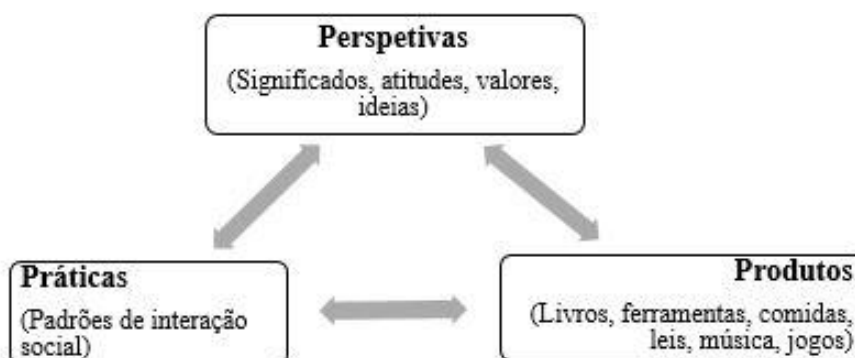 Perspetivas
(Significados, atitudes, valores,
ideias)
Práticas
(Padrões de interação
social)
Produtos
(Livros, ferramentas, comidas,
leis, música, jogos)